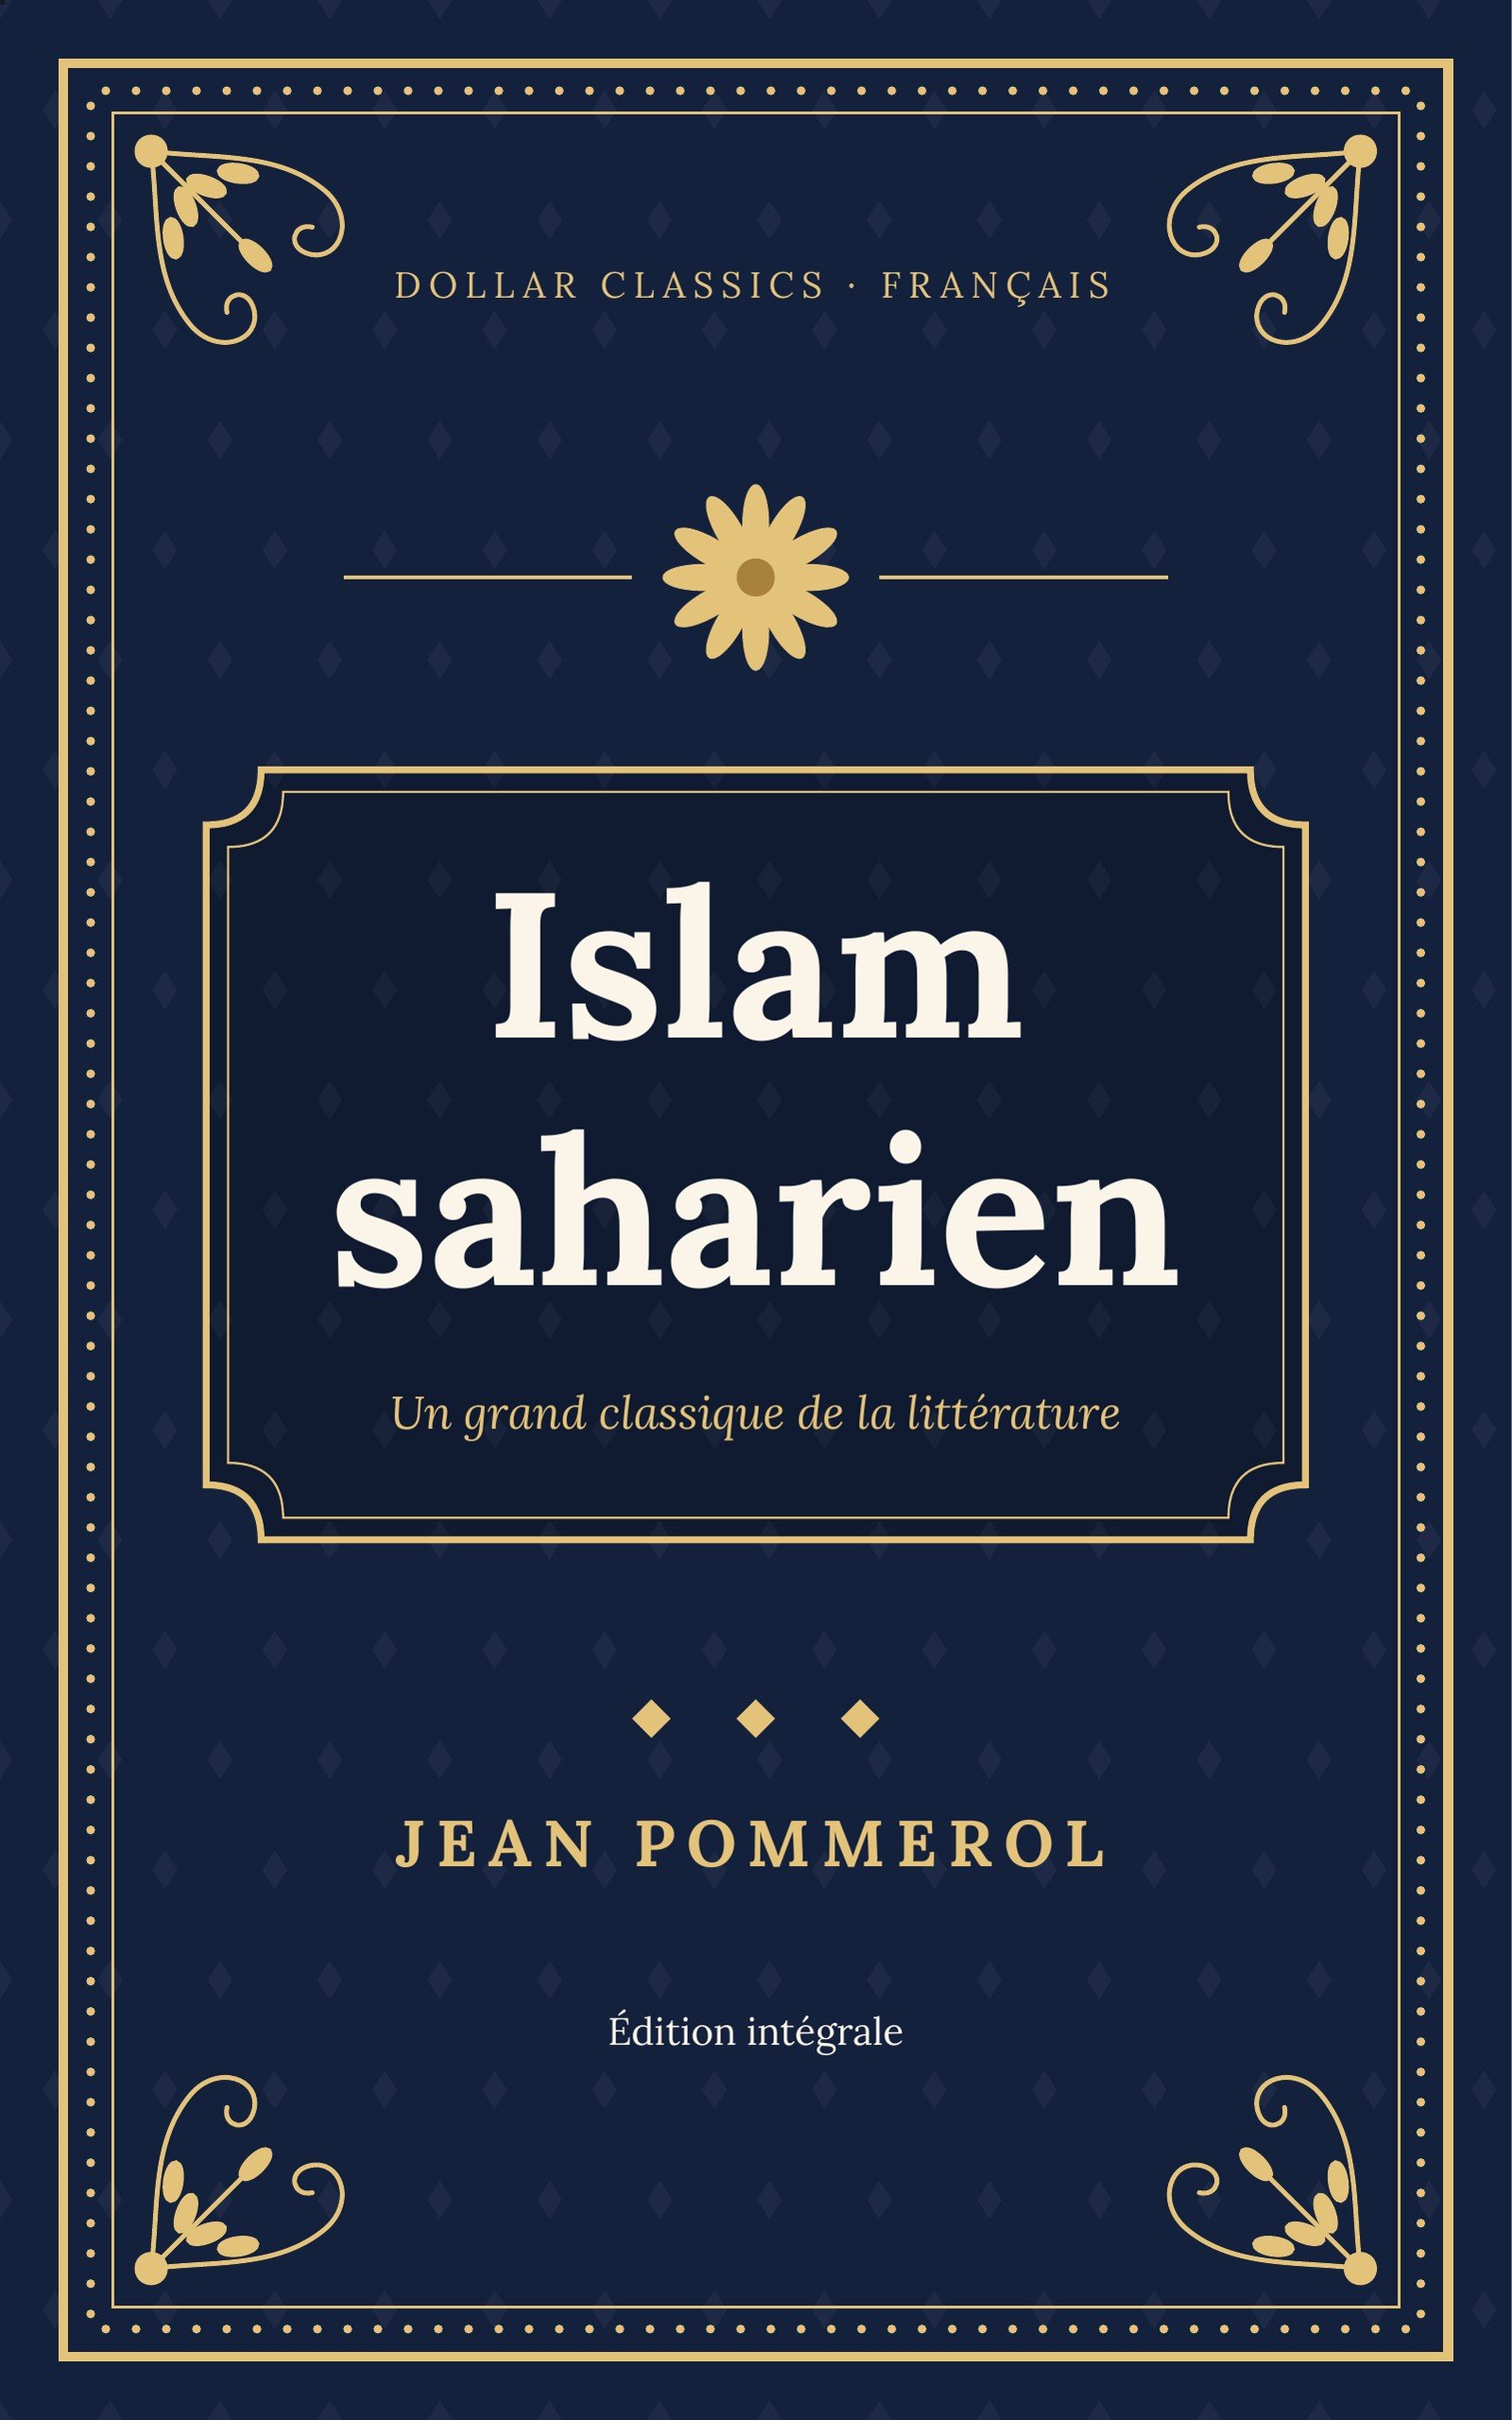 DOLLAR CLASSICS · FRANÇAIS
Islam
saharien
Un grand classique de la littérature
JEAN POMMEROL
Édition intégrale